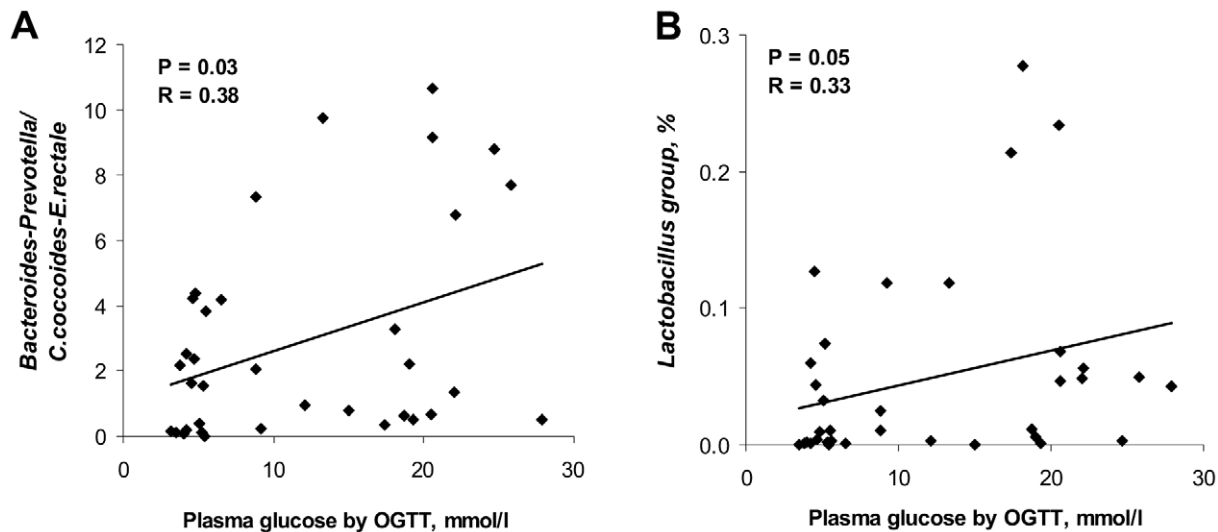 A
P = 0.03
R = 0.38
12
10
8
6
4
2
0
0 10 20 30
Bacteroides-Prevotella/
C.coccoides-E.rectale
Plasma glucose by OGTT, mmol/l
B
P = 0.05
R = 0.33
0.3
0.2
0.1
0.0
0 10 20 30
Lactobacillus group, %
Plasma glucose by OGTT, mmol/l